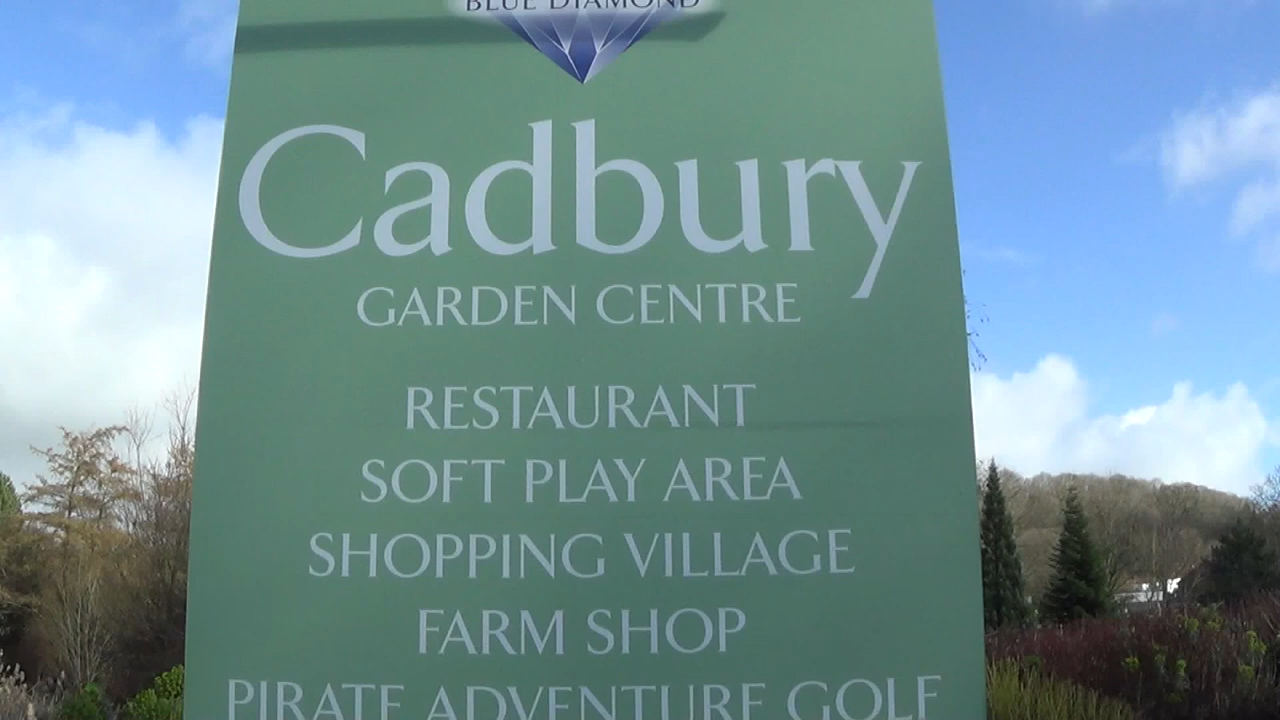 BLUE DIAMOND
Cadbury
GARDEN CENTRE
RESTAURANT
SOFT PLAY AREA
SHOPPING VILLAGE
FARM SHOP
PIRATE ADVENTURE GOLF